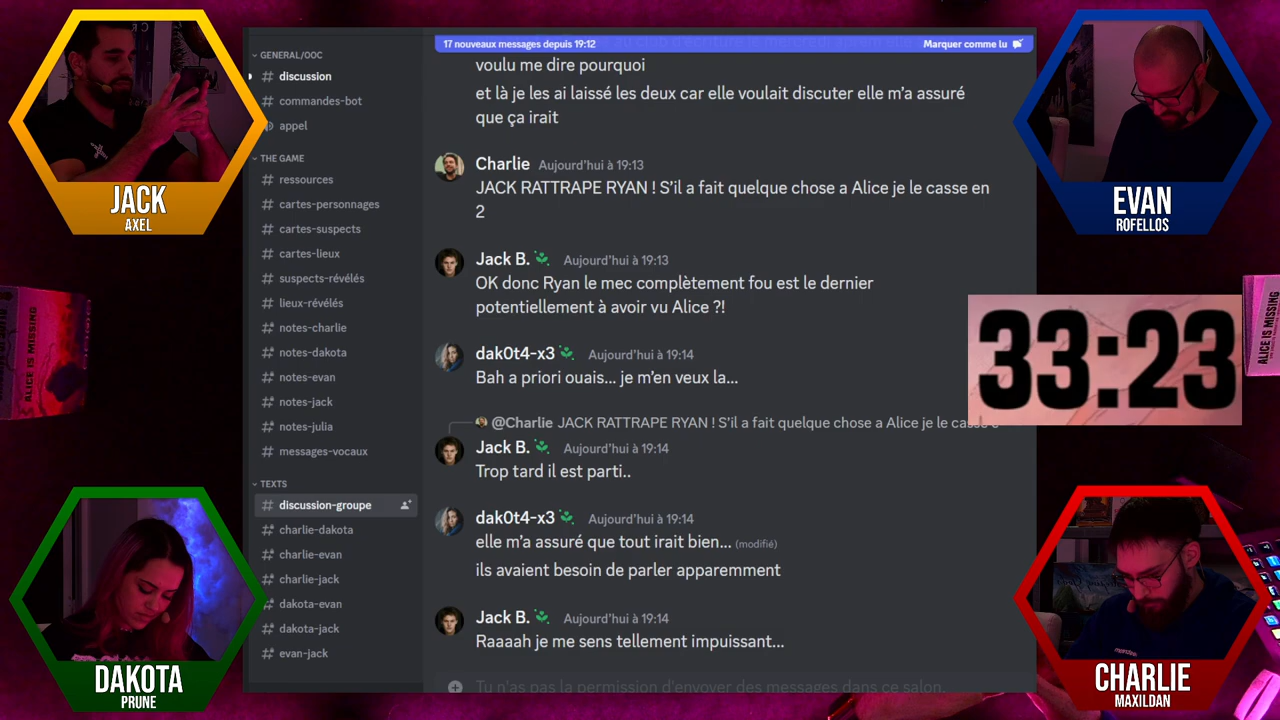 GENERAL/OOC
discussion
commandes-bot
appel
THE GAME
ressources
cartes-personnages
cartes-suspects
cartes-lieux
suspects-révélés
lieux-révélés
notes-charlie
notes-dakota
notes-evan
notes-jack
notes-julia
messages-vocaux
TEXTS
discussion-groupe
charlie-dakota
charlie-evan
charlie-jack
dakota-evan
dakota-jack
evan-jack
17 nouveaux messages depuis 19:12
Marquer comme lu
voulu me dire pourquoi
et là je les ai laissé les deux car elle voulait discuter elle m'a assuré
que ça irait
Charlie Aujourd'hui à 19:13
JACK RATTRAPE RYAN ! S'il a fait quelque chose a Alice je le casse en
2
Jack B. Aujourd'hui à 19:13
OK donc Ryan le mec complètement fou est le dernier
potentiellement à avoir vu Alice ?!
dak0t4-x3 Aujourd'hui à 19:14
Bah a priori ouais... je m'en veux la...
@Charlie JACK RATTRAPE RYAN ! S'il a fait quelque chose a Alice je le casse
Jack B. Aujourd'hui à 19:14
Trop tard il est parti..
dak0t4-x3 Aujourd'hui à 19:14
elle m'a assuré que tout irait bien... (modifié)
ils avaient besoin de parler apparemment
Jack B. Aujourd'hui à 19:14
Raaaah je me sens tellement impuissant...
Tu n'as pas la permission d'envoyer des messages dans ce salon.
JACK
AXEL
EVAN
ROFELLOS
33:23
DAKOTA
PRUNE
CHARLIE
MAXILDAN
ALICE IS MISSING
ALICE IS MISSING